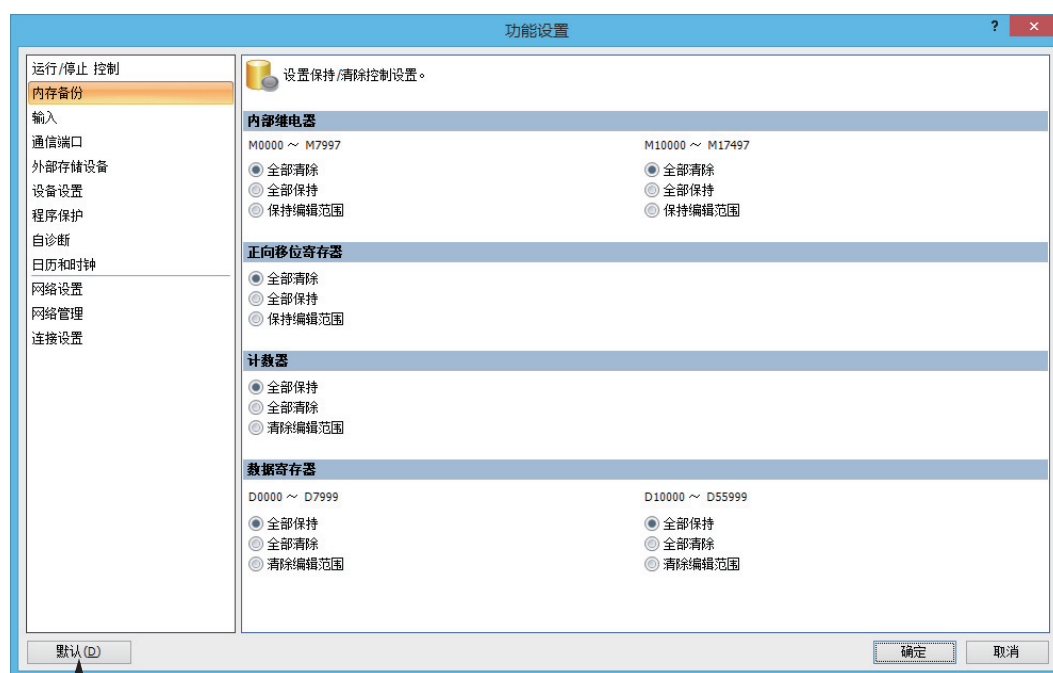 功能设置
?
×
运行/停止 控制
内存备份
输入
通信端口
外部存储设备
设备设置
程序保护
自诊断
日历和时钟
网络设置
网络管理
连接设置
设置保持/清除控制设置。
内部继电器
M0000 ～ M7997
全部清除
全部保持
保持编辑范围
M10000 ～ M17497
全部清除
全部保持
保持编辑范围
正向移位寄存器
全部清除
全部保持
保持编辑范围
计数器
全部保持
全部清除
清除编辑范围
数据寄存器
D0000 ～ D7999
全部保持
全部清除
清除编辑范围
D10000 ～ D55999
全部保持
全部清除
清除编辑范围
默认(D)
确定
取消